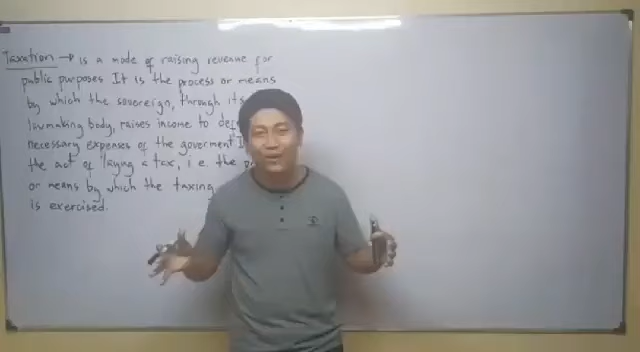 Taxation → is a mode of raising revenue for
public purposes It is the process or means
by which the sovereign, through its
lawmaking body, raises income to
necessary expenses of the goverment
the act of laying a tax, i.e. the
or means by which the taxing
is exercised.